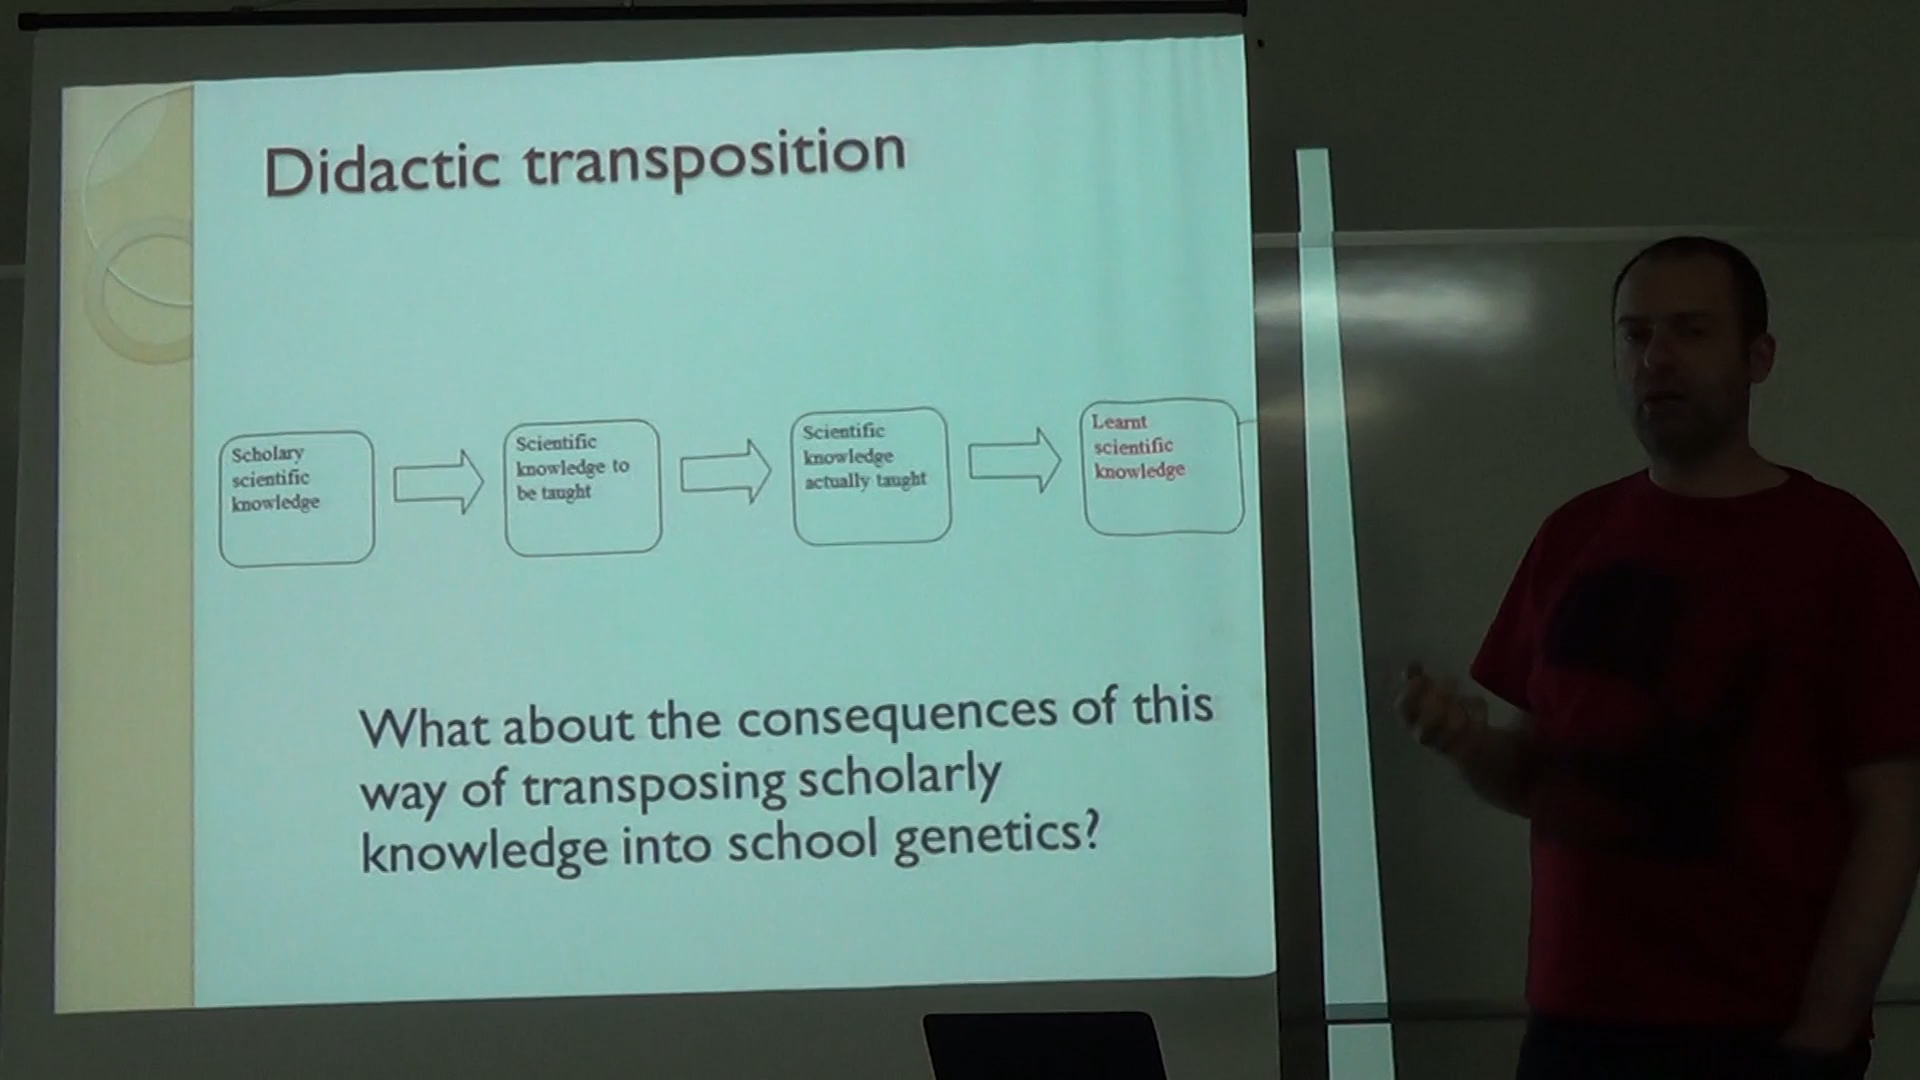 Didactic transposition
Scholary
scientific
knowledge
Scientific
knowledge to
be taught
Scientific
knowledge
actually taught
Learnt
scientific
knowledge
What about the consequences of this
way of transposing scholarly
knowledge into school genetics?